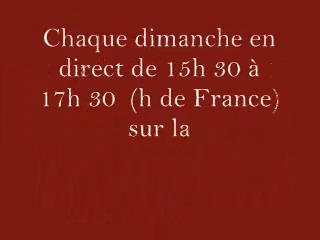 Chaque dimanche en
direct de 15h 30 à
17h 30  (h de France)
sur la